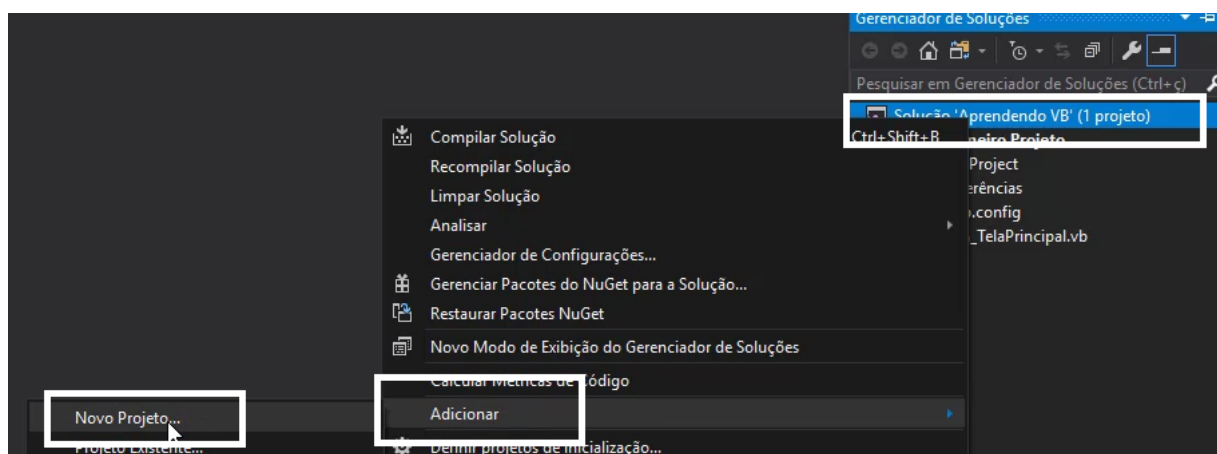 Gerenciador de Soluções
Pesquisar em Gerenciador de Soluções (Ctrl+ç)
Solução 'Aprendendo VB' (1 projeto)
Compilar Solução Ctrl+Shift+B
Projeto
Recompilar Solução
Project
Limpar Solução
Analisar
.config
Gerenciador de Configurações...
_TelaPrincipal.vb
Gerenciar Pacotes do NuGet para a Solução...
Restaurar Pacotes NuGet
Novo Modo de Exibição do Gerenciador de Soluções
Calcular Métricas de Código
Adicionar
Novo Projeto...
Projeto Existente...
Definir projetos de inicialização...